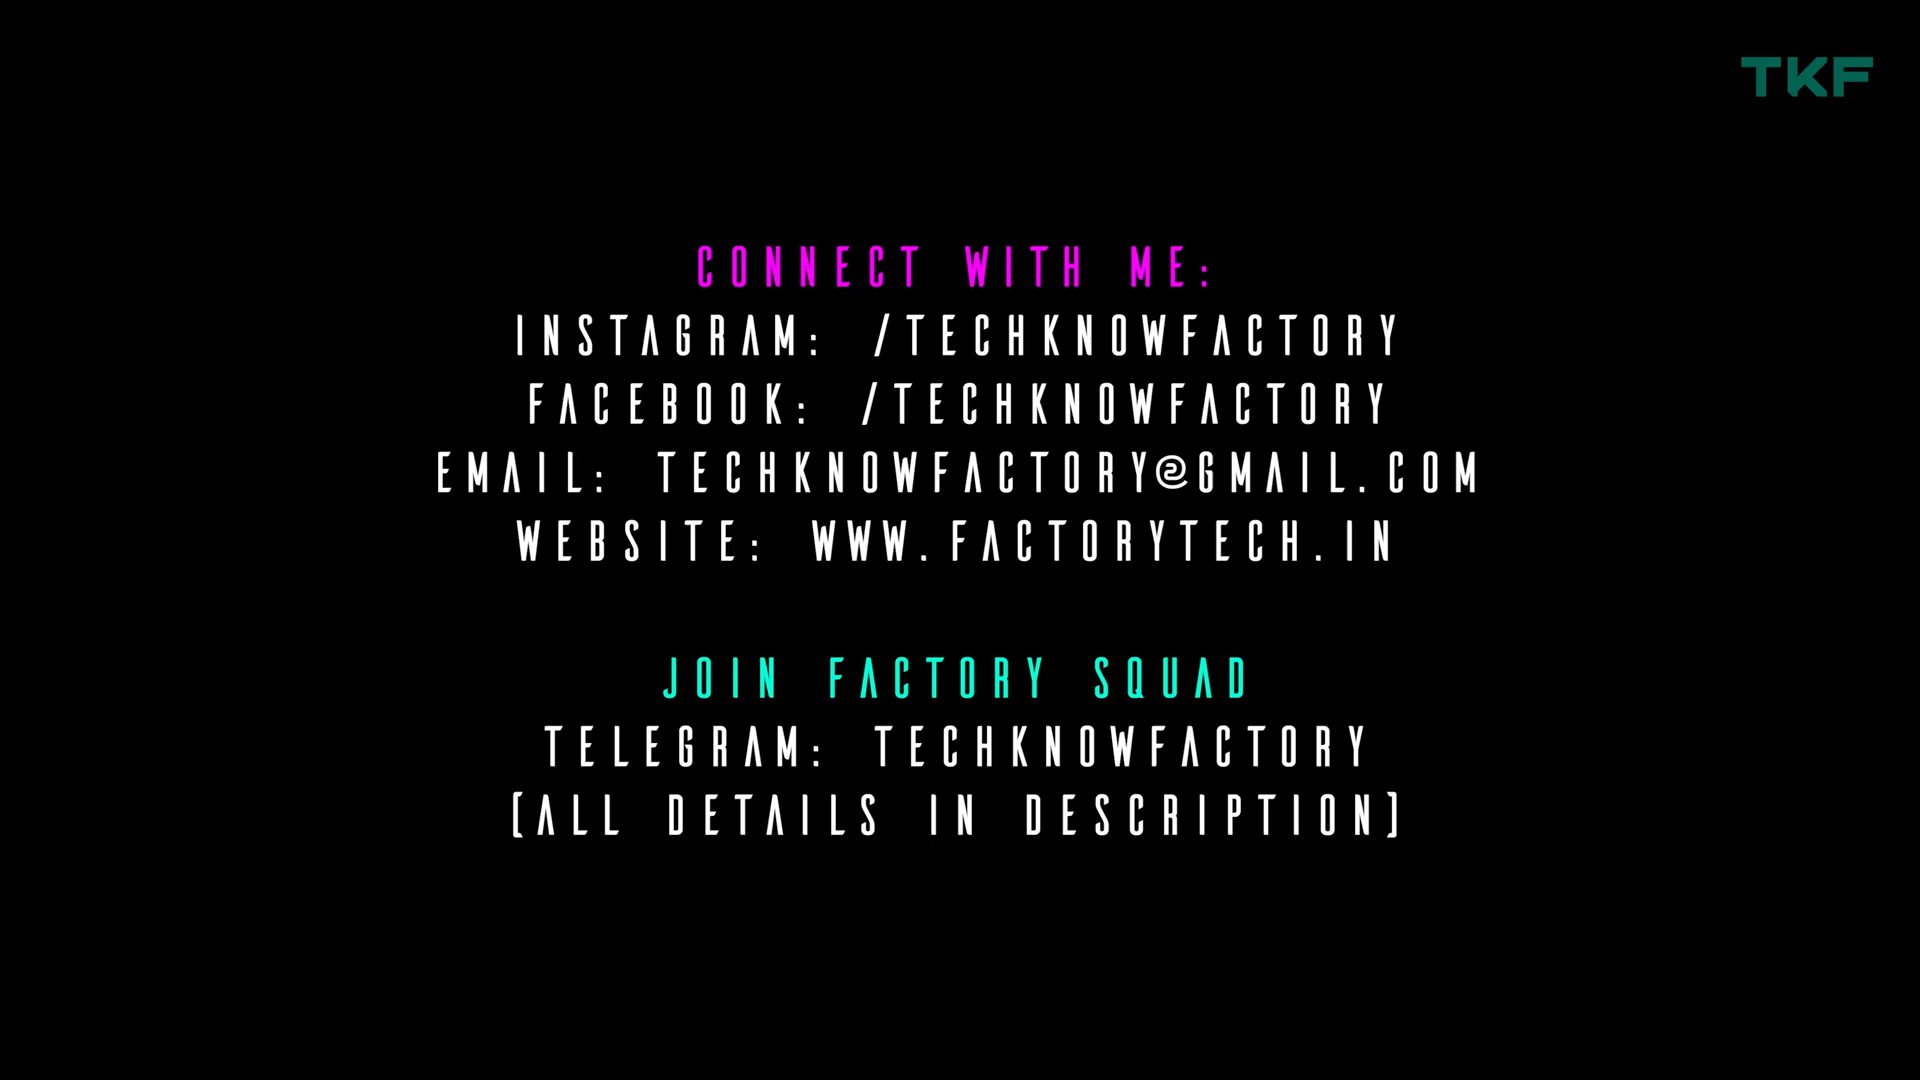 TKF
CONNECT WITH ME:
INSTAGRAM: /TECHKNOWFACTORY
FACEBOOK: /TECHKNOWFACTORY
EMAIL: TECHKNOWFACTORY@GMAIL.COM
WEBSITE: WWW.FACTORYTECH.IN
JOIN FACTORY SQUAD
TELEGRAM: TECHKNOWFACTORY
[ALL DETAILS IN DESCRIPTION]